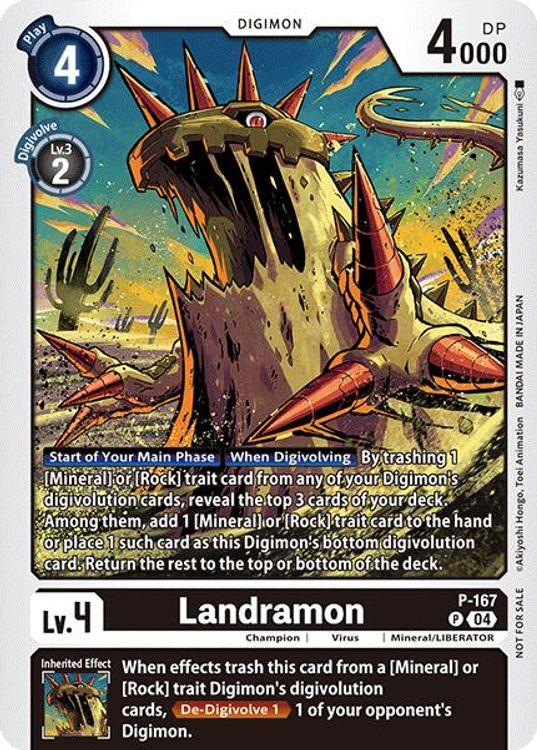 DIGIMON
Play
4
DP
4000
Digivolve
Lv.3
2
Kazumasa Yasukuni
Start of Your Main Phase When Digivolving By trashing 1
[Mineral] or [Rock] trait card from any of your Digimon's
digivolution cards, reveal the top 3 cards of your deck.
Among them, add 1 [Mineral] or [Rock] trait card to the hand
or place 1 such card as this Digimon's bottom digivolution
card. Return the rest to the top or bottom of the deck.
©Akiyoshi Hongo, Toei Animation BANDAI MADE IN JAPAN
NOT FOR SALE
Lv.4
Landramon
P-167
P 04
Champion | Virus | Mineral/LIBERATOR
Inherited Effect
When effects trash this card from a [Mineral] or
[Rock] trait Digimon's digivolution
cards, De-Digivolve 1 1 of your opponent's
Digimon.